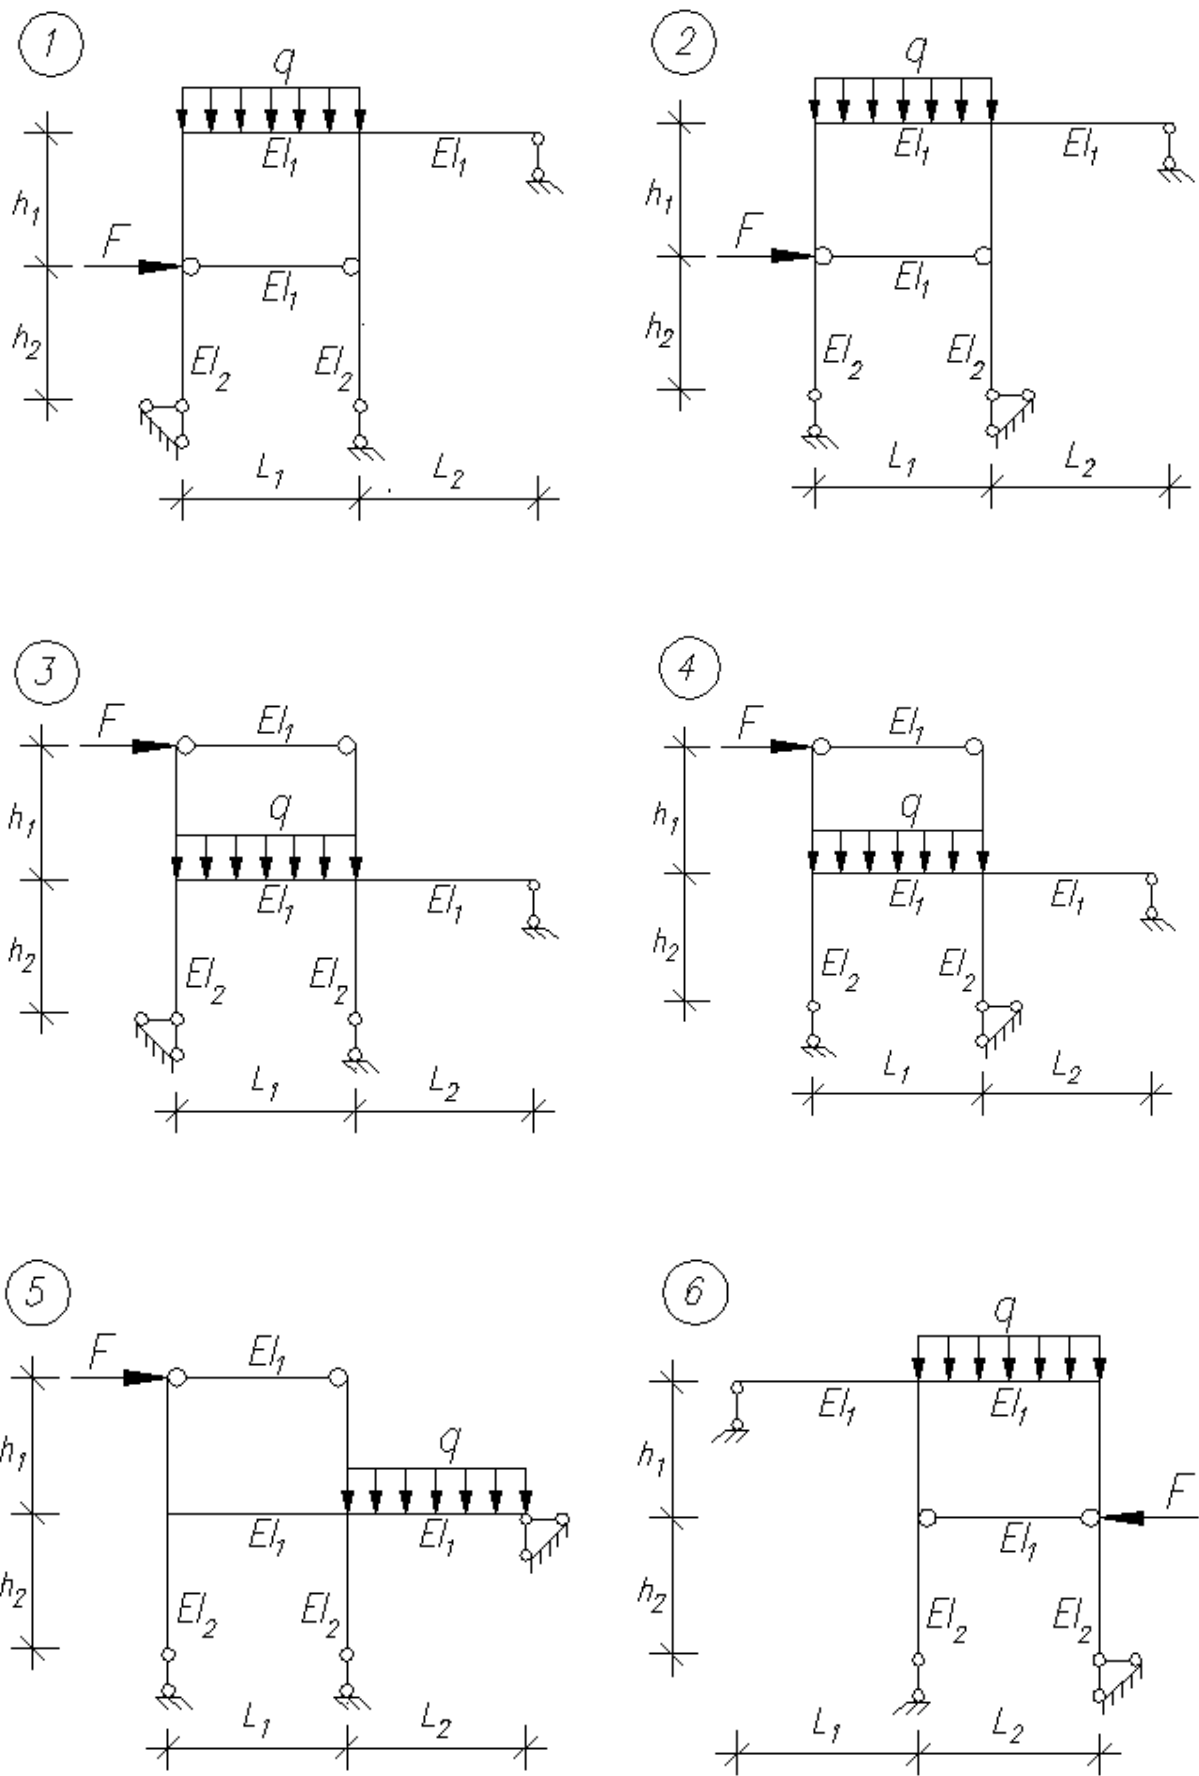 1
q
EI₁ EI₁
h₁
F
EI₁
h₂
EI₂ EI₂
L₁ L₂
2
q
EI₁ EI₁
h₁
F
EI₁
h₂
EI₂ EI₂
L₁ L₂
3
F EI₁
h₁
q
EI₁ EI₁
h₂
EI₂ EI₂
L₁ L₂
4
F EI₁
h₁
q
EI₁ EI₁
h₂
EI₂ EI₂
L₁ L₂
5
F EI₁
h₁
q
EI₁ EI₁
h₂
EI₂ EI₂
L₁ L₂
6
q
EI₁ EI₁
h₁
F
EI₁
h₂
EI₂ EI₂
L₁ L₂